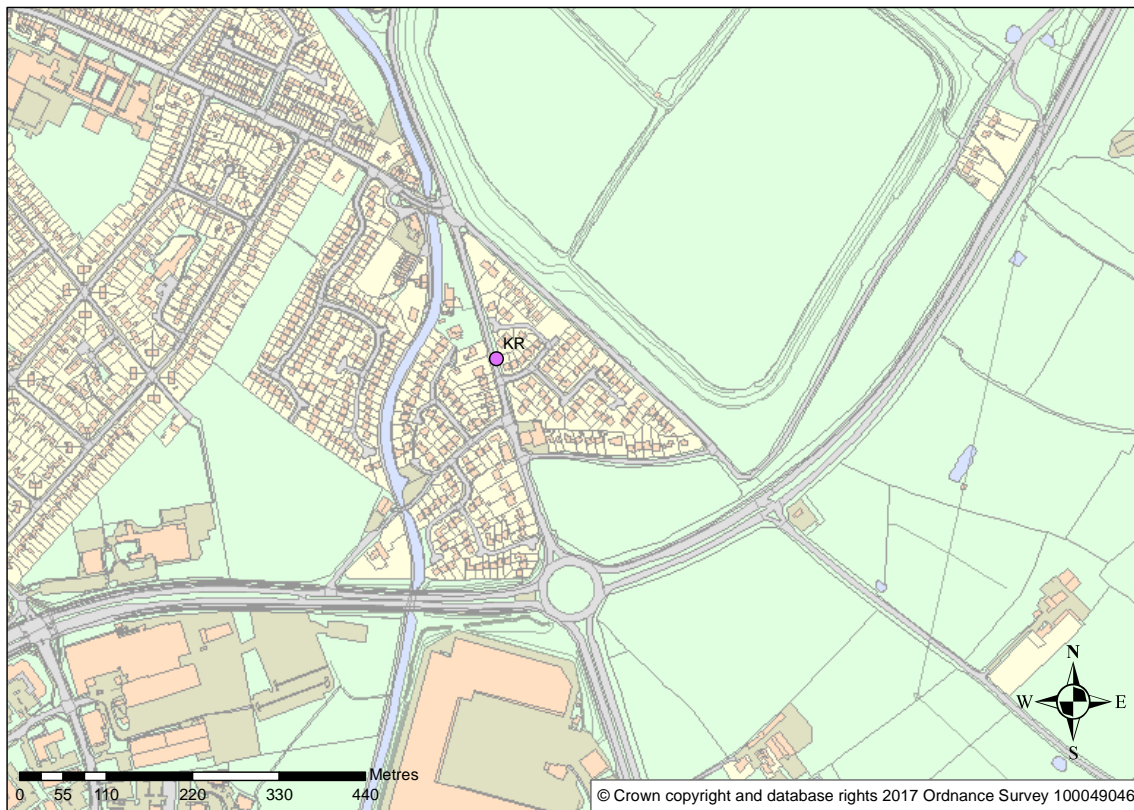 KR
N
W E
S
Metres
0 55 110 220 330 440
© Crown copyright and database rights 2017 Ordnance Survey 100049046